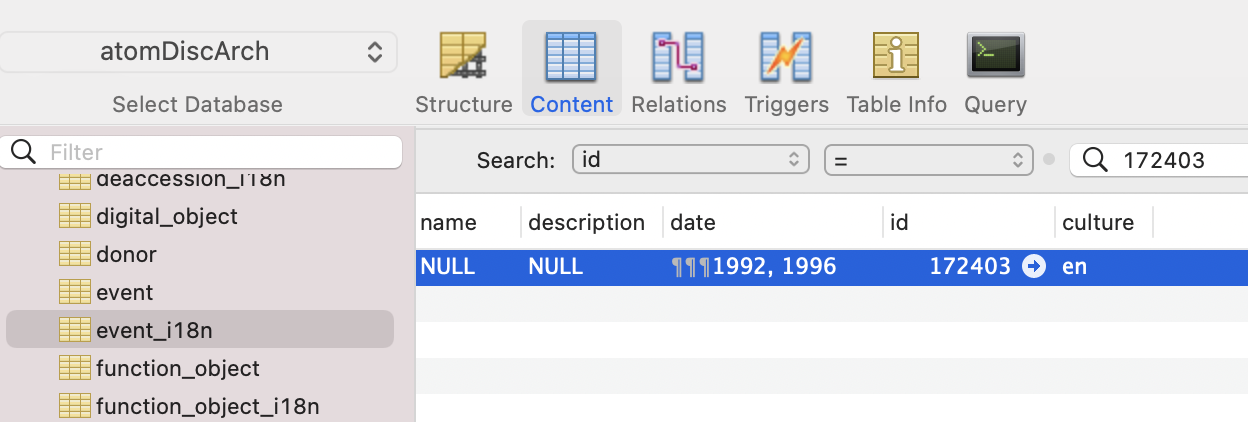 atomDiscArch
Select Database
Structure
Content
Relations
Triggers
Table Info
Query
Filter
Search:
id
=
172403
deaccession_i18n
digital_object
donor
event
event_i18n
function_object
function_object_i18n
name description date id culture
NULL NULL ¶¶¶1992, 1996 172403 en